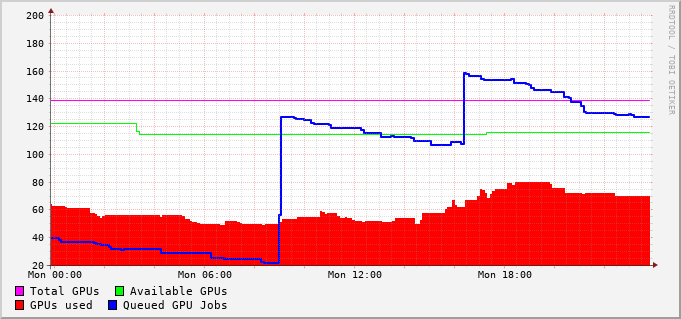 200
180
160
140
120
100
80
60
40
20
Mon 00:00 Mon 06:00 Mon 12:00 Mon 18:00
Total GPUs Available GPUs
GPUs used Queued GPU Jobs
RRDTOOL / TOBI OETIKER